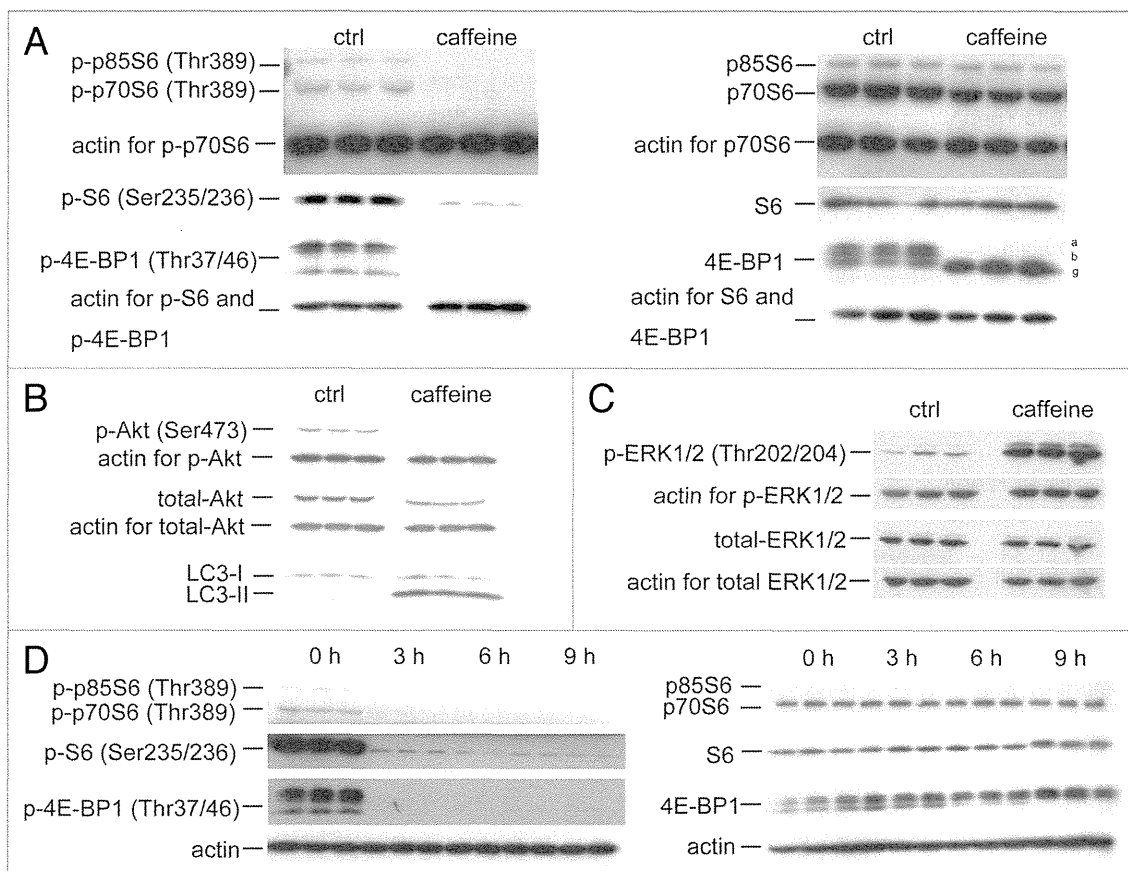 A
ctrl caffeine
p-p85S6 (Thr389)
p-p70S6 (Thr389)
actin for p-p70S6
p-S6 (Ser235/236)
p-4E-BP1 (Thr37/46)
actin for p-S6 and
p-4E-BP1
ctrl caffeine
p85S6
p70S6
actin for p70S6
S6
4E-BP1
a
b
g
actin for S6 and
4E-BP1
B
ctrl caffeine
p-Akt (Ser473)
actin for p-Akt
total-Akt
actin for total-Akt
LC3-I
LC3-II
C
ctrl caffeine
p-ERK1/2 (Thr202/204)
actin for p-ERK1/2
total-ERK1/2
actin for total ERK1/2
D
0 h 3 h 6 h 9 h
p-p85S6 (Thr389)
p-p70S6 (Thr389)
p-S6 (Ser235/236)
p-4E-BP1 (Thr37/46)
actin
0 h 3 h 6 h 9 h
p85S6
p70S6
S6
4E-BP1
actin